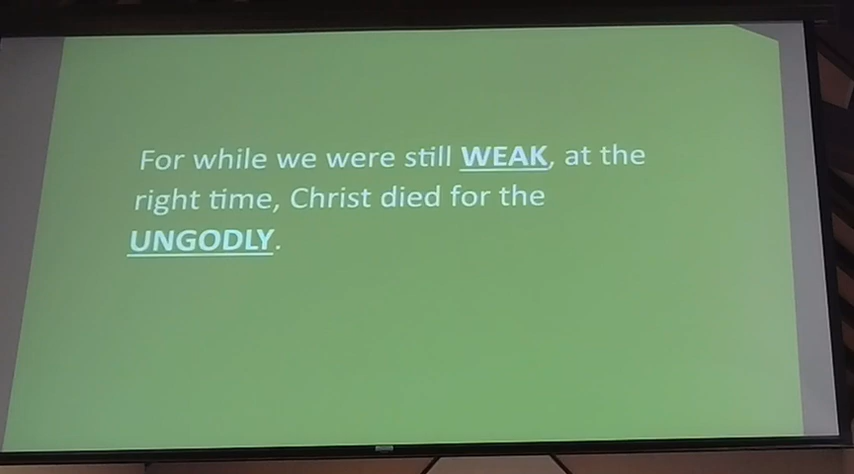 For while we were still WEAK, at the
right time, Christ died for the
UNGODLY.